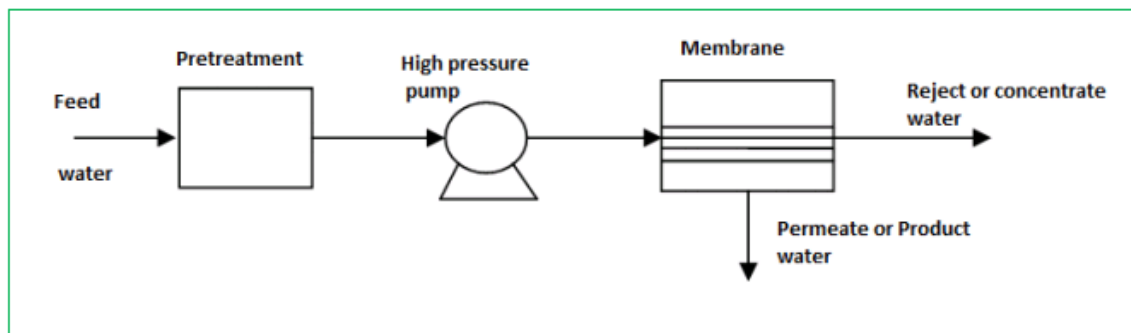 Feed
water
Pretreatment
High pressure
pump
Membrane
Reject or concentrate
water
Permeate or Product
water